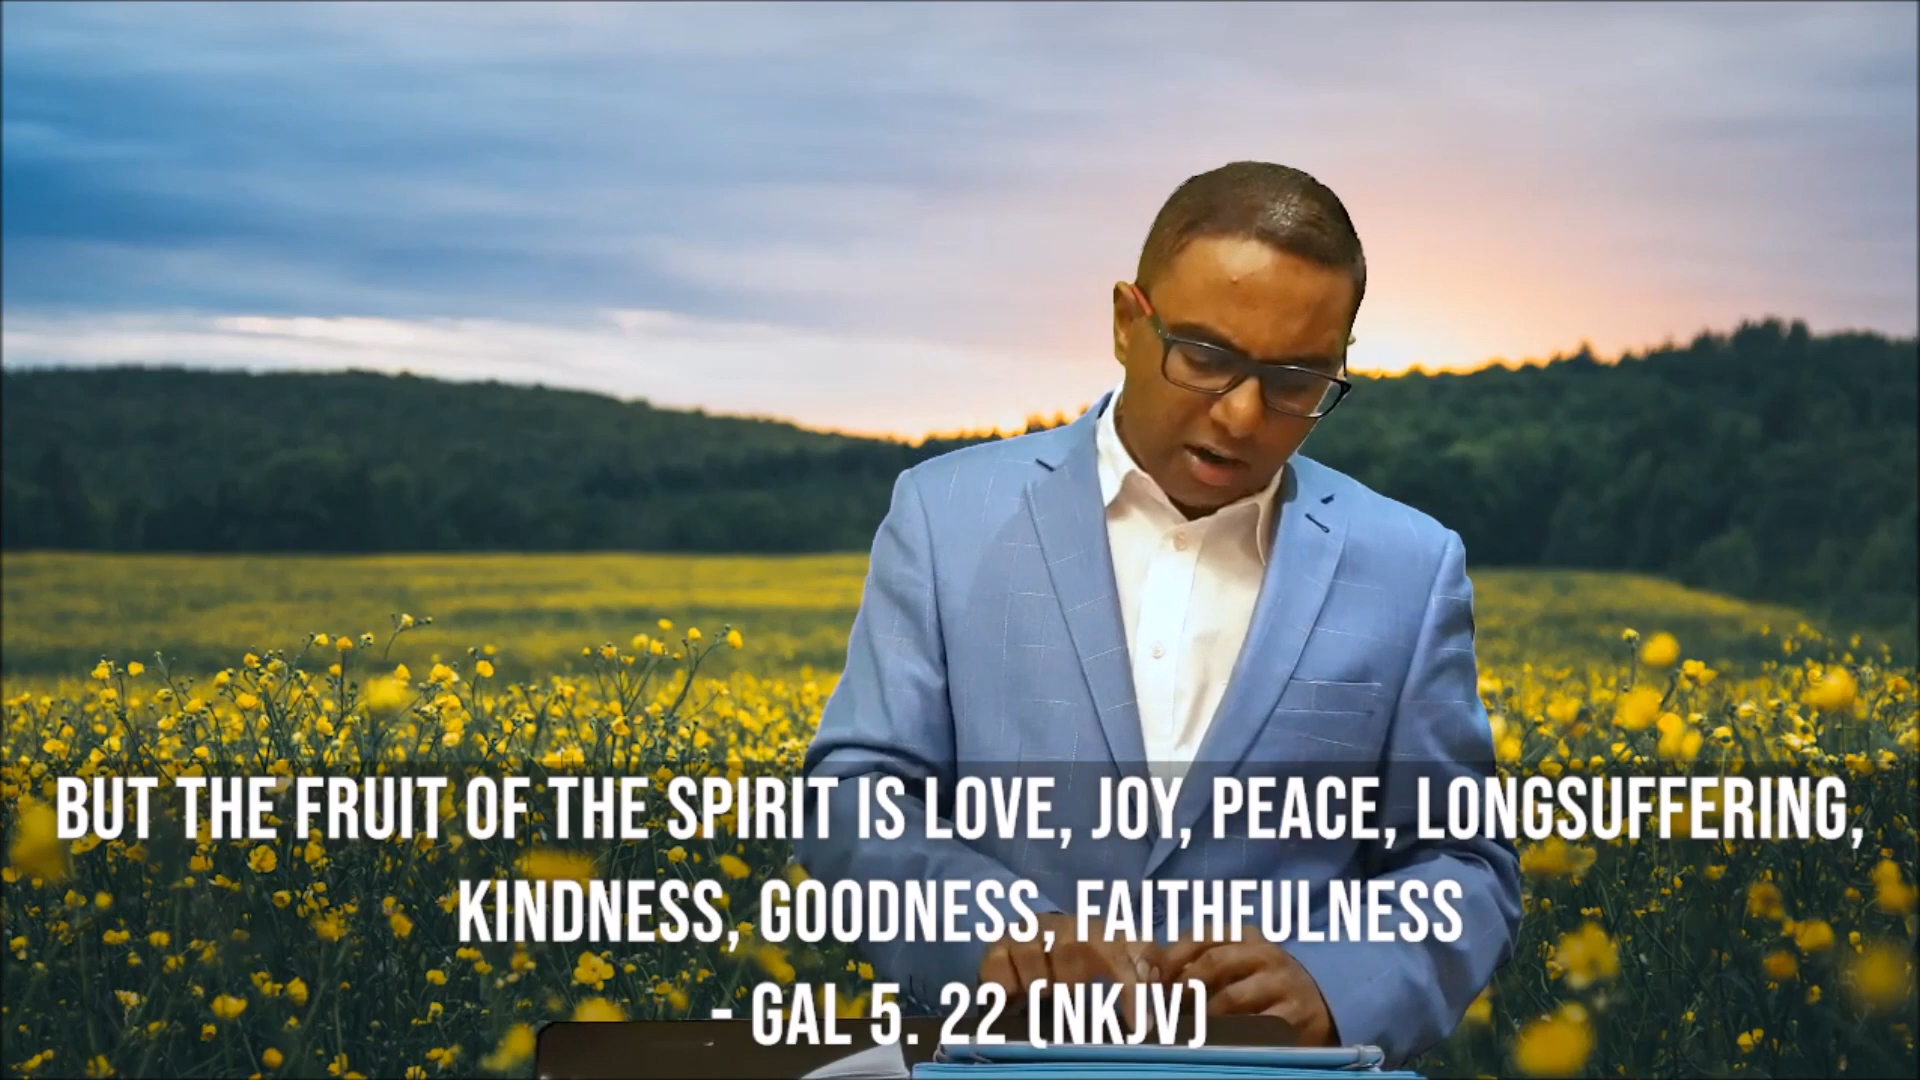 BUT THE FRUIT OF THE SPIRIT IS LOVE, JOY, PEACE, LONGSUFFERING,
KINDNESS, GOODNESS, FAITHFULNESS
- GAL 5. 22 (NKJV)